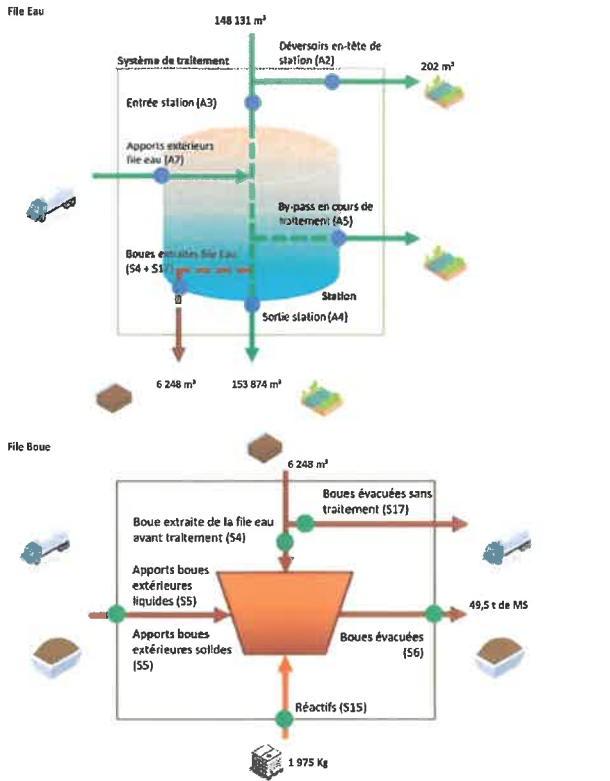 File Eau
148 131 m³
Déversoirs en-tête de
station (A2)
Système de traitement
202 m³
Entrée station (A3)
Apports extérieurs
file eau (A7)
By-pass en cours de
traitement (A5)
Boues extraites file Eau
(S4 + S17)
Station
Sortie station (A4)
6 248 m³
153 874 m³
File Boue
6 248 m³
Boues évacuées sans
traitement (S17)
Boue extraite de la file eau
avant traitement (S4)
Apports boues
extérieures
liquides (S5)
49,5 t de MS
Apports boues
extérieures solides
(S5)
Boues évacuées
(S6)
Réactifs (S15)
1 975 Kg